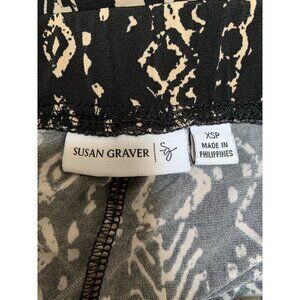 SUSAN GRAVER
SG
XSP
MADE IN
PHILIPPINES